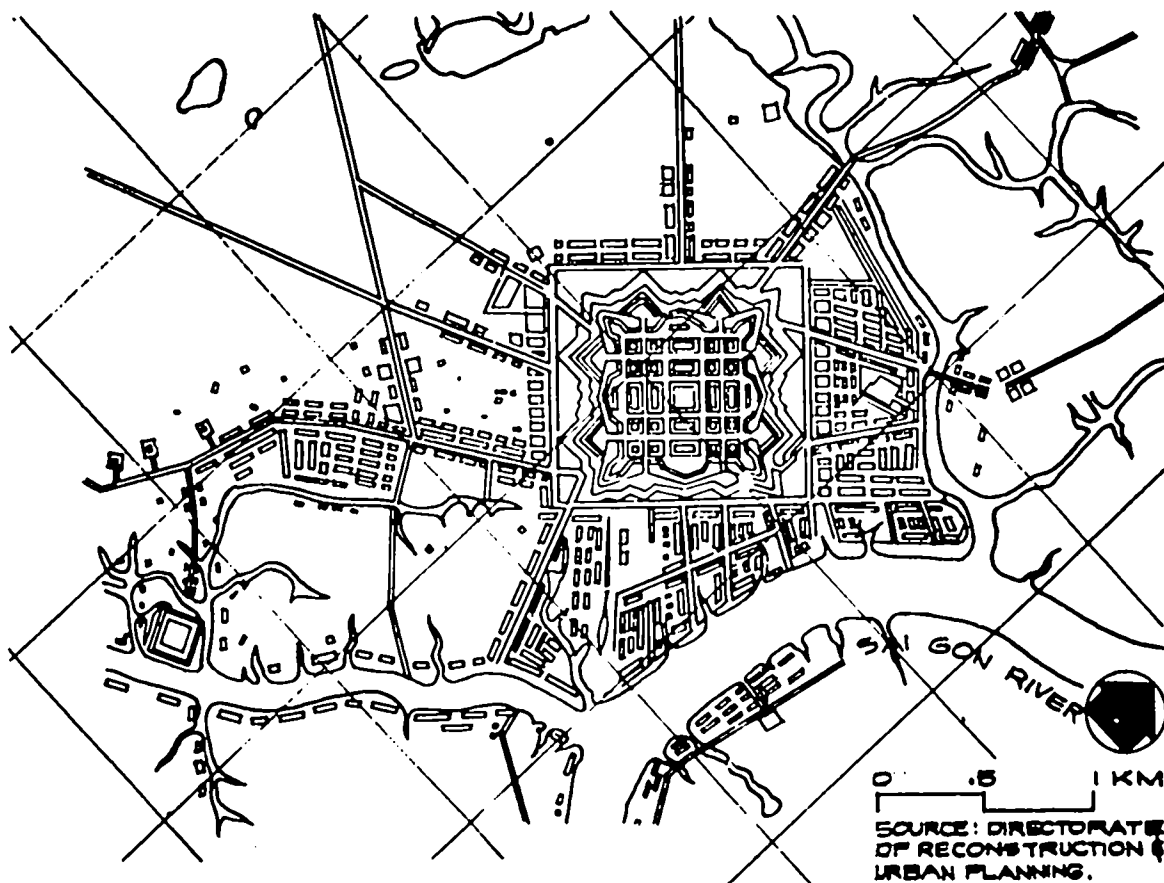 SAI GON RIVER
0 .5 1 KM
SOURCE: DIRECTORATE
OF RECONSTRUCTION &
URBAN PLANNING.